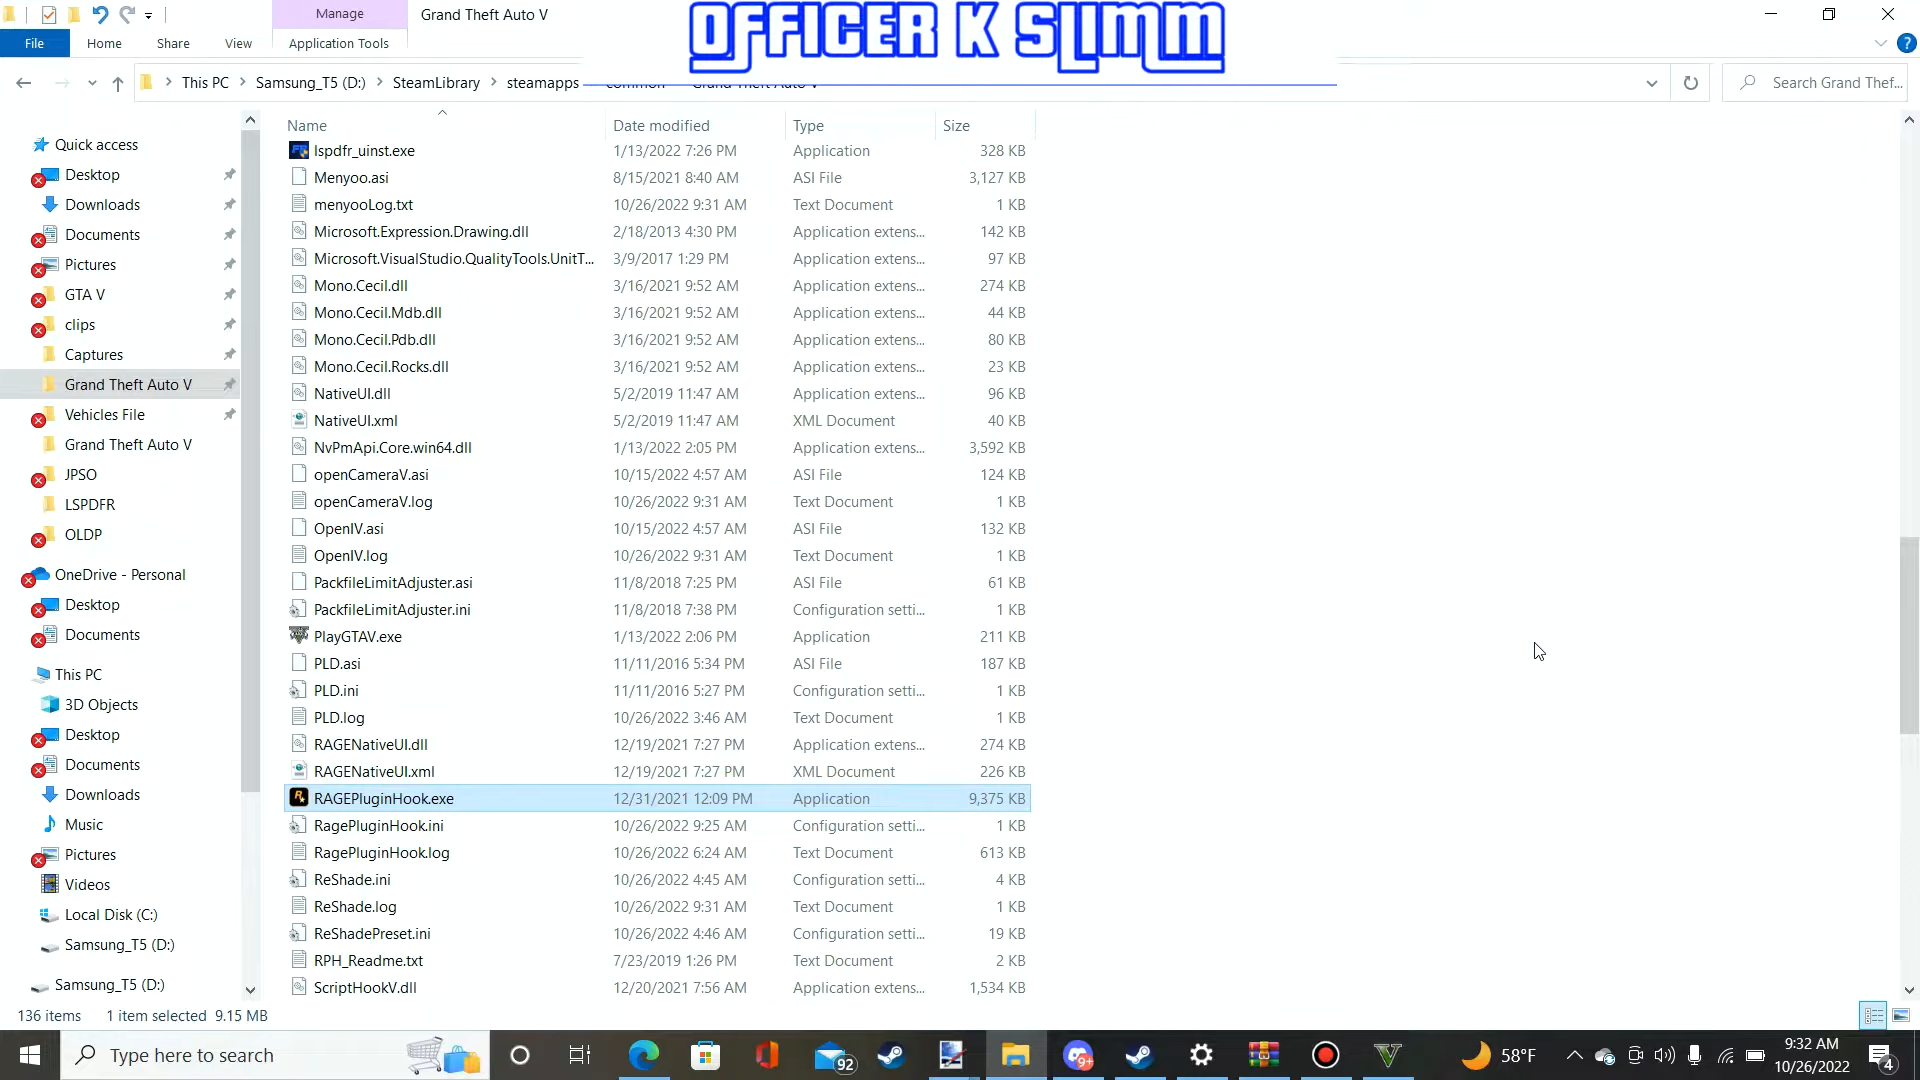 Manage
Grand Theft Auto V
OFFICER K SLIMM
File
Home
Share
View
Application Tools
This PC
Samsung_T5 (D:)
SteamLibrary
steamapps
common
Grand Theft Auto V
Search Grand Thef...
Name
Date modified
Type
Size
Quick access
Desktop
Downloads
Documents
Pictures
GTA V
clips
Captures
Grand Theft Auto V
Vehicles File
Grand Theft Auto V
JPSO
LSPDFR
OLDP
OneDrive - Personal
Desktop
Documents
This PC
3D Objects
Desktop
Documents
Downloads
Music
Pictures
Videos
Local Disk (C:)
Samsung_T5 (D:)
Samsung_T5 (D:)
lspdfr_uinst.exe 1/13/2022 7:26 PM Application 328 KB
Menyoo.asi 8/15/2021 8:40 AM ASI File 3,127 KB
menyooLog.txt 10/26/2022 9:31 AM Text Document 1 KB
Microsoft.Expression.Drawing.dll 2/18/2013 4:30 PM Application extens... 142 KB
Microsoft.VisualStudio.QualityTools.UnitT... 3/9/2017 1:29 PM Application extens... 97 KB
Mono.Cecil.dll 3/16/2021 9:52 AM Application extens... 274 KB
Mono.Cecil.Mdb.dll 3/16/2021 9:52 AM Application extens... 44 KB
Mono.Cecil.Pdb.dll 3/16/2021 9:52 AM Application extens... 80 KB
Mono.Cecil.Rocks.dll 3/16/2021 9:52 AM Application extens... 23 KB
NativeUI.dll 5/2/2019 11:47 AM Application extens... 96 KB
NativeUI.xml 5/2/2019 11:47 AM XML Document 40 KB
NvPmApi.Core.win64.dll 1/13/2022 2:05 PM Application extens... 3,592 KB
openCameraV.asi 10/15/2022 4:57 AM ASI File 124 KB
openCameraV.log 10/26/2022 9:31 AM Text Document 1 KB
OpenIV.asi 10/15/2022 4:57 AM ASI File 132 KB
OpenIV.log 10/26/2022 9:31 AM Text Document 1 KB
PackfileLimitAdjuster.asi 11/8/2018 7:25 PM ASI File 61 KB
PackfileLimitAdjuster.ini 11/8/2018 7:38 PM Configuration setti... 1 KB
PlayGTAV.exe 1/13/2022 2:06 PM Application 211 KB
PLD.asi 11/11/2016 5:34 PM ASI File 187 KB
PLD.ini 11/11/2016 5:27 PM Configuration setti... 1 KB
PLD.log 10/26/2022 3:46 AM Text Document 1 KB
RAGENativeUI.dll 12/19/2021 7:27 PM Application extens... 274 KB
RAGENativeUI.xml 12/19/2021 7:27 PM XML Document 226 KB
RAGEPluginHook.exe 12/31/2021 12:09 PM Application 9,375 KB
RagePluginHook.ini 10/26/2022 9:25 AM Configuration setti... 1 KB
RagePluginHook.log 10/26/2022 6:24 AM Text Document 613 KB
ReShade.ini 10/26/2022 4:45 AM Configuration setti... 4 KB
ReShade.log 10/26/2022 9:31 AM Text Document 1 KB
ReShadePreset.ini 10/26/2022 4:46 AM Configuration setti... 19 KB
RPH_Readme.txt 7/23/2019 1:26 PM Text Document 2 KB
ScriptHookV.dll 12/20/2021 7:56 AM Application extens... 1,534 KB
136 items 1 item selected 9.15 MB
Type here to search
92
9+
58°F
9:32 AM
10/26/2022
4